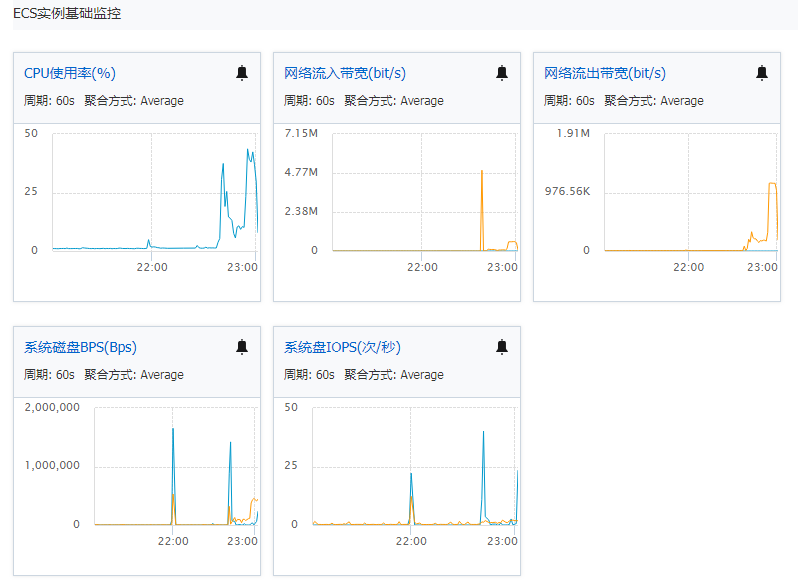 ECS实例基础监控
CPU使用率(%)
周期: 60s 聚合方式: Average
50
25
0
22:00
23:00
网络流入带宽(bit/s)
周期: 60s 聚合方式: Average
7.15M
4.77M
2.38M
0
22:00
23:00
网络流出带宽(bit/s)
周期: 60s 聚合方式: Average
1.91M
976.56K
0
22:00
23:00
系统磁盘BPS(Bps)
周期: 60s 聚合方式: Average
2,000,000
1,000,000
0
22:00
23:00
系统盘IOPS(次/秒)
周期: 60s 聚合方式: Average
50
25
0
22:00
23:00